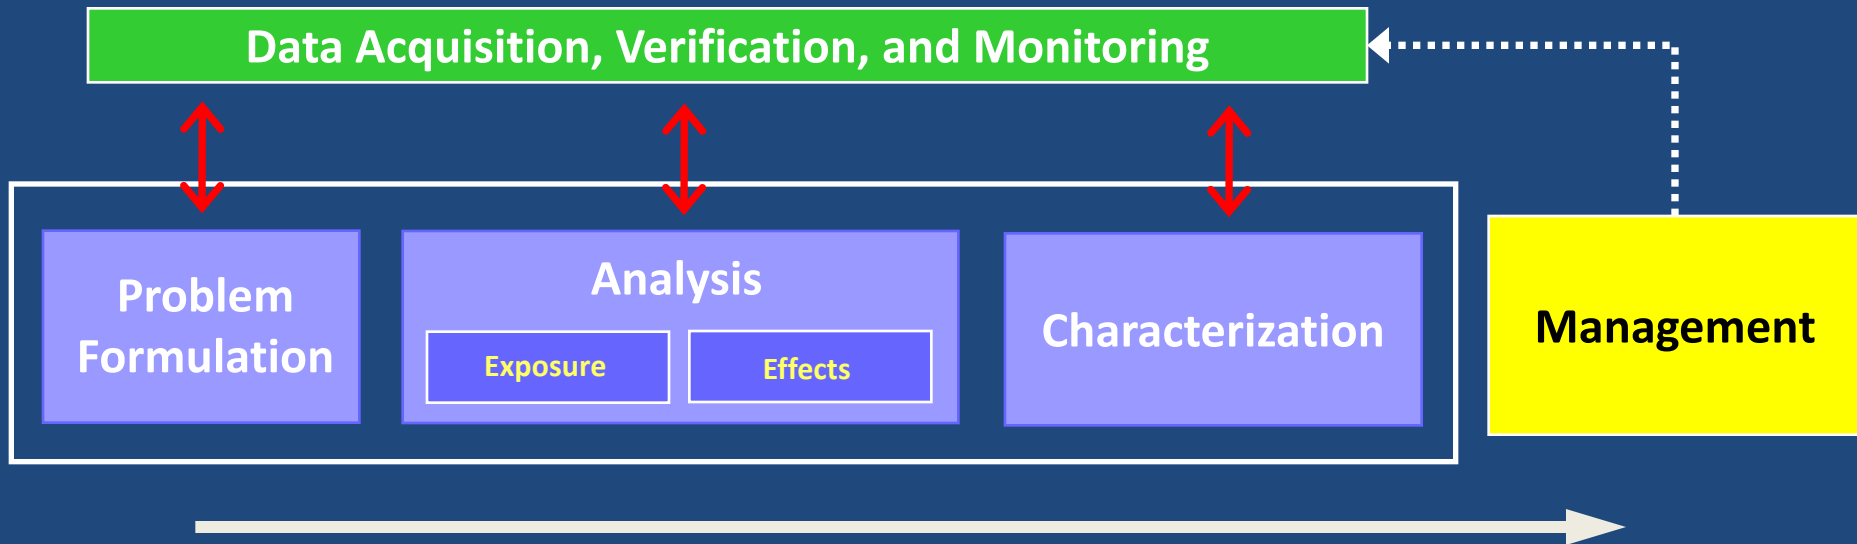 Data Acquisition, Verification, and Monitoring
Problem
Formulation
Analysis
Exposure
Effects
Characterization
Management